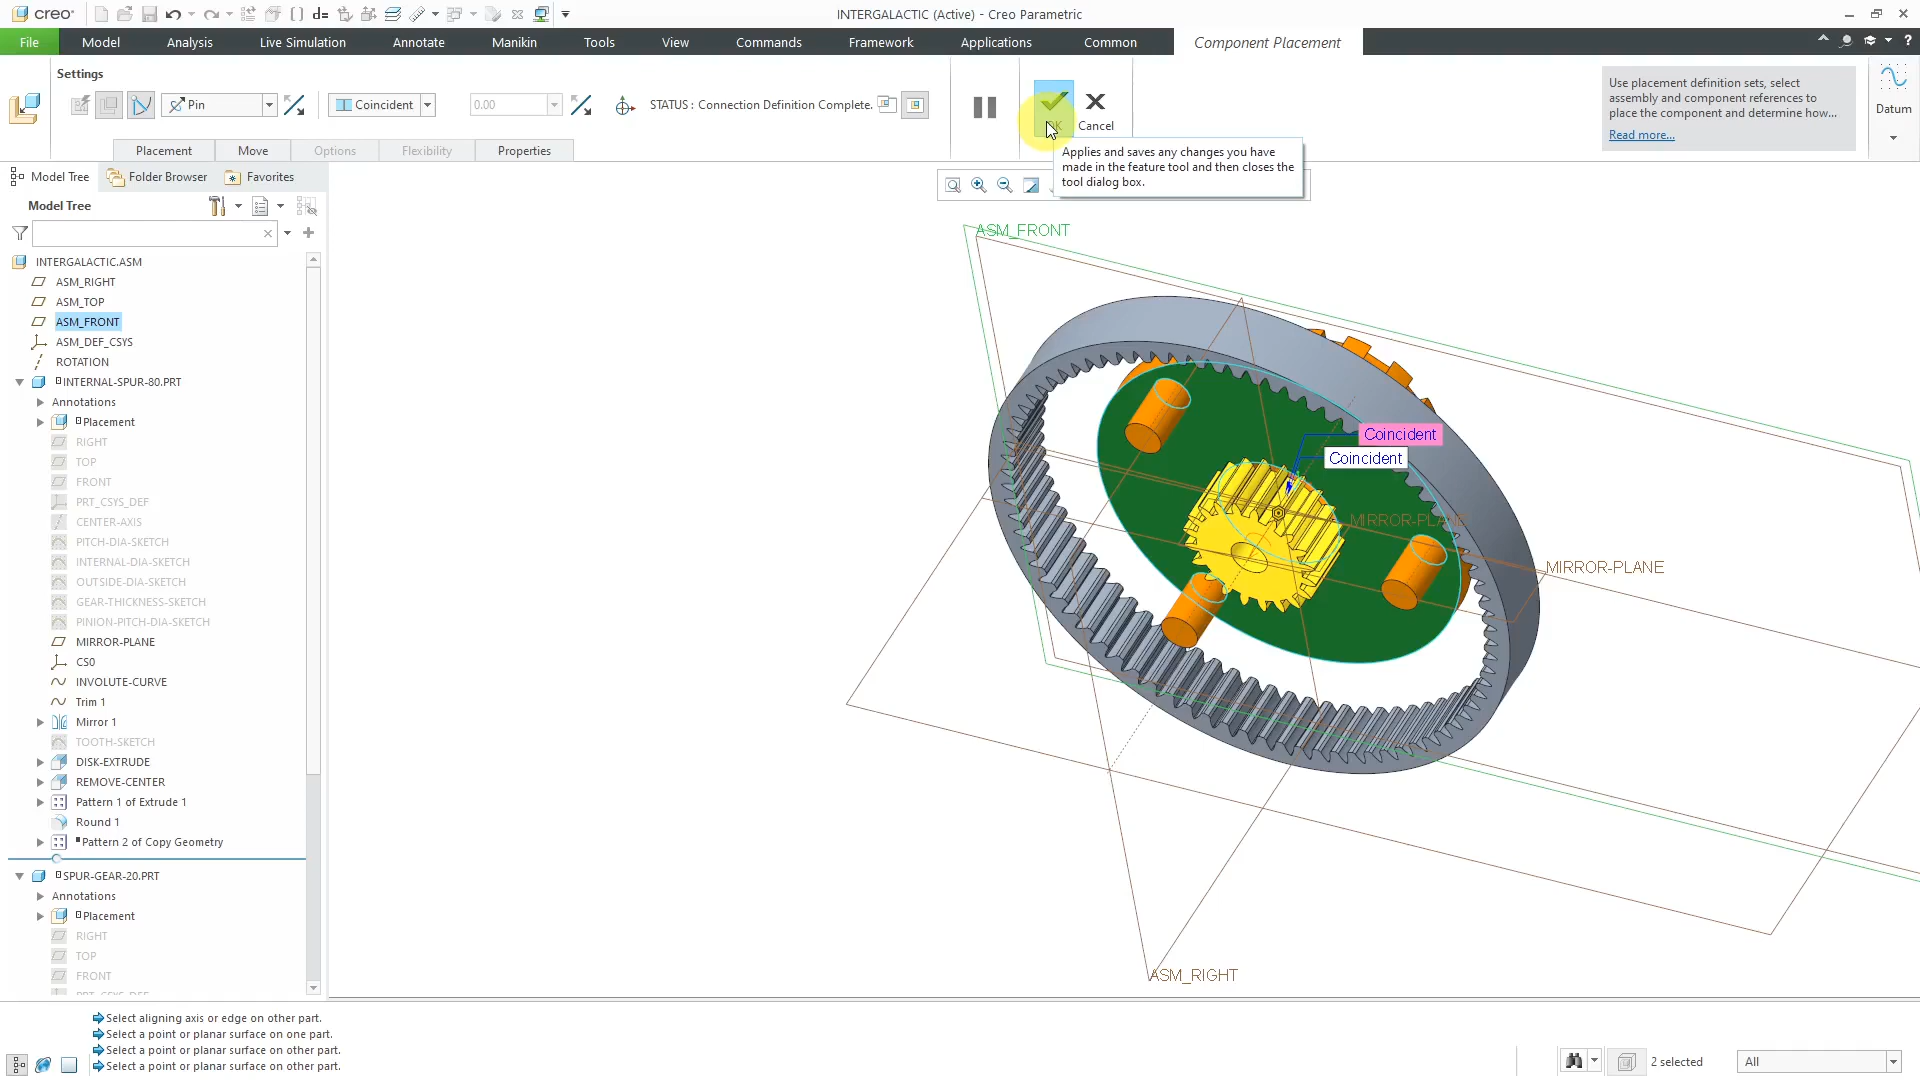 creo
INTERGALACTIC (Active) - Creo Parametric
File
Model
Analysis
Live Simulation
Annotate
Manikin
Tools
View
Commands
Framework
Applications
Common
Component Placement
Settings
Pin
Coincident
0.00
STATUS : Connection Definition Complete.
OK
Cancel
Use placement definition sets, select
assembly and component references to
place the component and determine how...
Read more...
Datum
Placement
Move
Options
Flexibility
Properties
Applies and saves any changes you have
made in the feature tool and then closes the
tool dialog box.
Model Tree
Folder Browser
Favorites
Model Tree
INTERGALACTIC.ASM
ASM_RIGHT
ASM_TOP
ASM_FRONT
ASM_DEF_CSYS
ROTATION
INTERNAL-SPUR-80.PRT
Annotations
Placement
RIGHT
TOP
FRONT
PRT_CSYS_DEF
CENTER-AXIS
PITCH-DIA-SKETCH
INTERNAL-DIA-SKETCH
OUTSIDE-DIA-SKETCH
GEAR-THICKNESS-SKETCH
PINION-PITCH-DIA-SKETCH
MIRROR-PLANE
CS0
INVOLUTE-CURVE
Trim 1
Mirror 1
TOOTH-SKETCH
DISK-EXTRUDE
REMOVE-CENTER
Pattern 1 of Extrude 1
Round 1
Pattern 2 of Copy Geometry
SPUR-GEAR-20.PRT
Annotations
Placement
RIGHT
TOP
FRONT
PRT_CSYS_DEF
ASM_FRONT
Coincident
Coincident
MIRROR-PLANE
MIRROR-PLANE
ASM_RIGHT
Select aligning axis or edge on other part.
Select a point or planar surface on one part.
Select a point or planar surface on other part.
Select a point or planar surface on other part.
2 selected
All